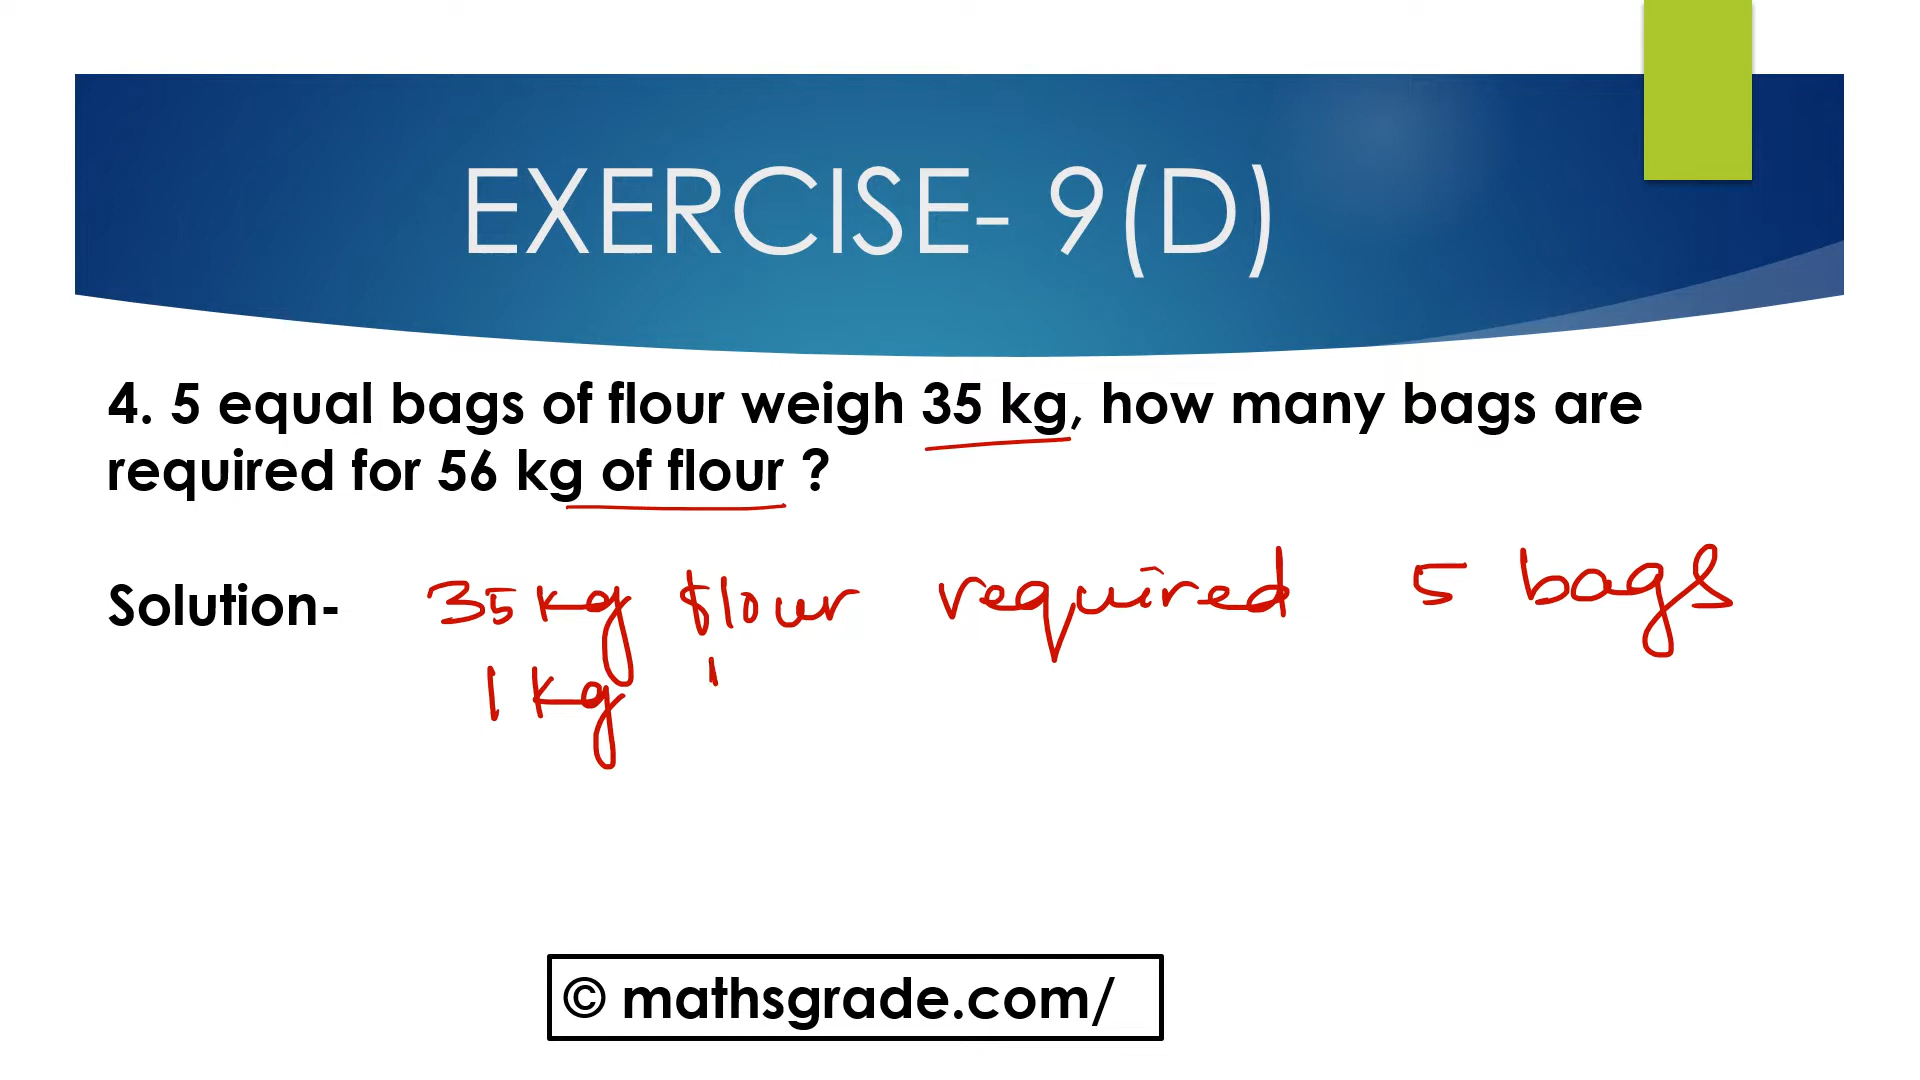 EXERCISE- 9(D)
4. 5 equal bags of flour weigh 35 kg, how many bags are
required for 56 kg of flour ?
Solution- 35 kg flour required 5 bags
1 kg
© mathsgrade.com/